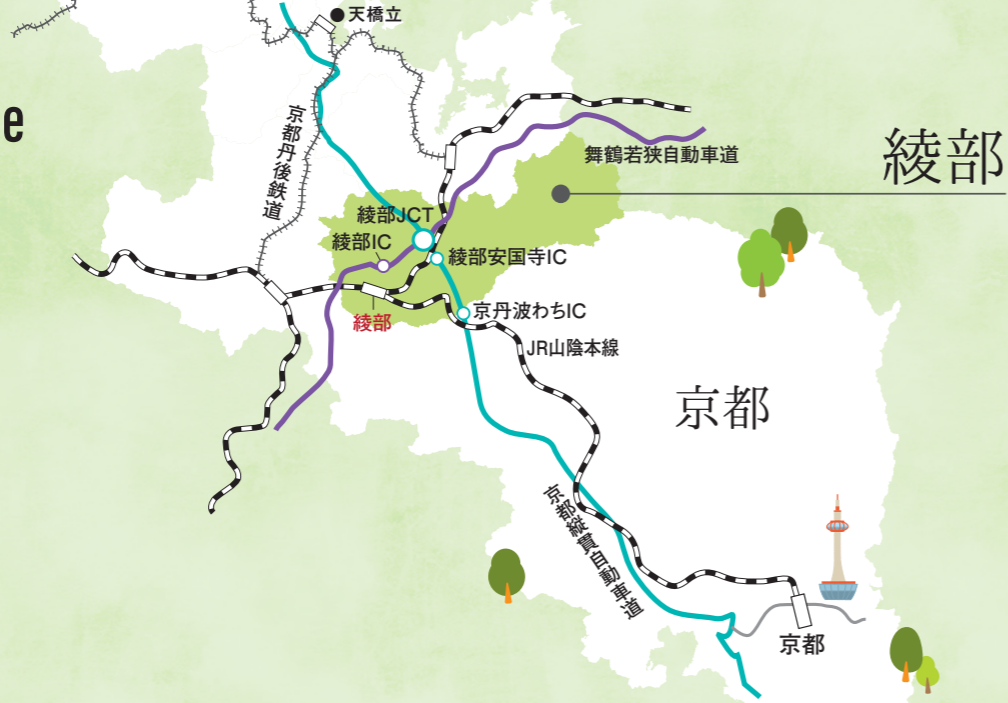 天橋立
e
京都丹後鉄道
舞鶴若狭自動車道
綾部
綾部JCT
綾部IC
綾部安国寺IC
京丹波わちIC
綾部
JR山陰本線
京都
京都縦貫自動車道
京都